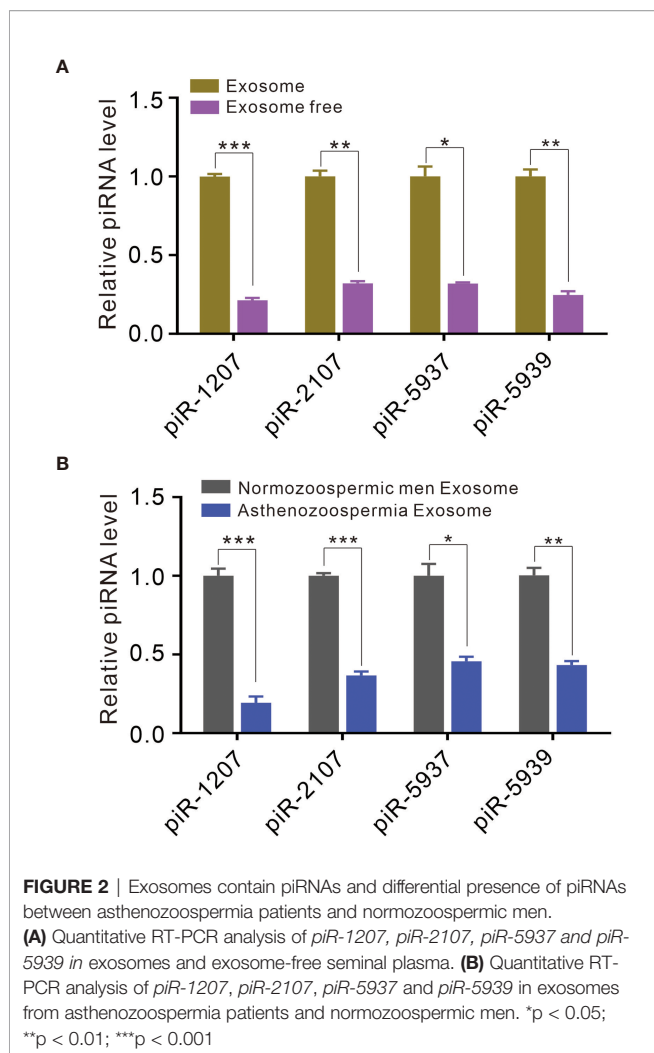 A
Exosome
Exosome free
Relative piRNA level
1.5
1.0
0.5
0.0
***
**
*
**
piR-1207
piR-2107
piR-5937
piR-5939
B
Normozoospermic men Exosome
Asthenozoospermia Exosome
Relative piRNA level
1.5
1.0
0.5
0.0
***
***
*
**
piR-1207
piR-2107
piR-5937
piR-5939
FIGURE 2 | Exosomes contain piRNAs and differential presence of piRNAs
between asthenozoospermia patients and normozoospermic men.
(A) Quantitative RT-PCR analysis of piR-1207, piR-2107, piR-5937 and piR-
5939 in exosomes and exosome-free seminal plasma. (B) Quantitative RT-
PCR analysis of piR-1207, piR-2107, piR-5937 and piR-5939 in exosomes
from asthenozoospermia patients and normozoospermic men. *p < 0.05;
**p < 0.01; ***p < 0.001